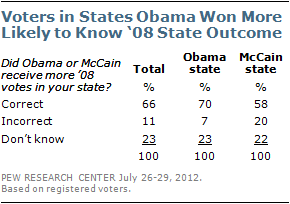 Voters in States Obama Won More
Likely to Know ‘08 State Outcome
Did Obama or McCain receive more ’08 votes in your state? Total Obama state McCain state
% % %
Correct 66 70 58
Incorrect 11 7 20
Don’t know 23 23 22
100 100 100
PEW RESEARCH CENTER July 26-29, 2012.
Based on registered voters.